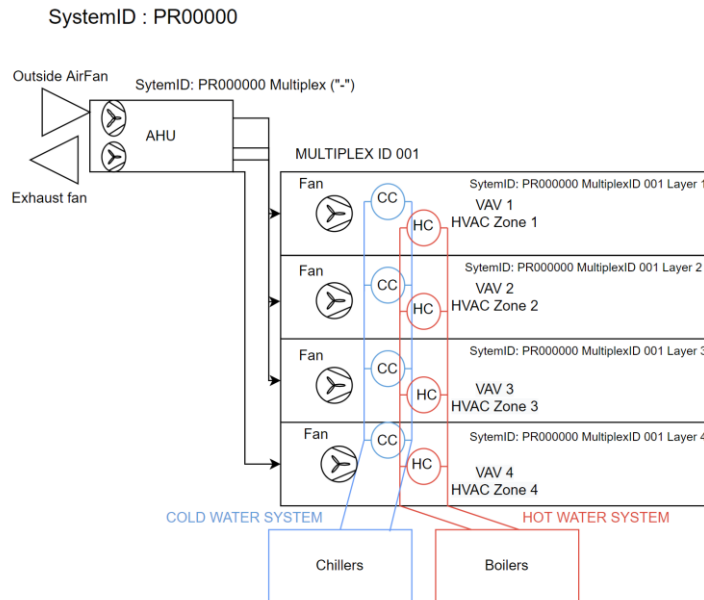 SystemID : PR00000
Outside AirFan
SytemID: PR000000 Multiplex ("-")
AHU
Exhaust fan
MULTIPLEX ID 001
Fan
CC
HC
SytemID: PR000000 MultiplexID 001 Layer 1
VAV 1
HVAC Zone 1
Fan
CC
HC
SytemID: PR000000 MultiplexID 001 Layer 2
VAV 2
HVAC Zone 2
Fan
CC
HC
SytemID: PR000000 MultiplexID 001 Layer 3
VAV 3
HVAC Zone 3
Fan
CC
HC
SytemID: PR000000 MultiplexID 001 Layer 4
VAV 4
HVAC Zone 4
COLD WATER SYSTEM
HOT WATER SYSTEM
Chillers
Boilers